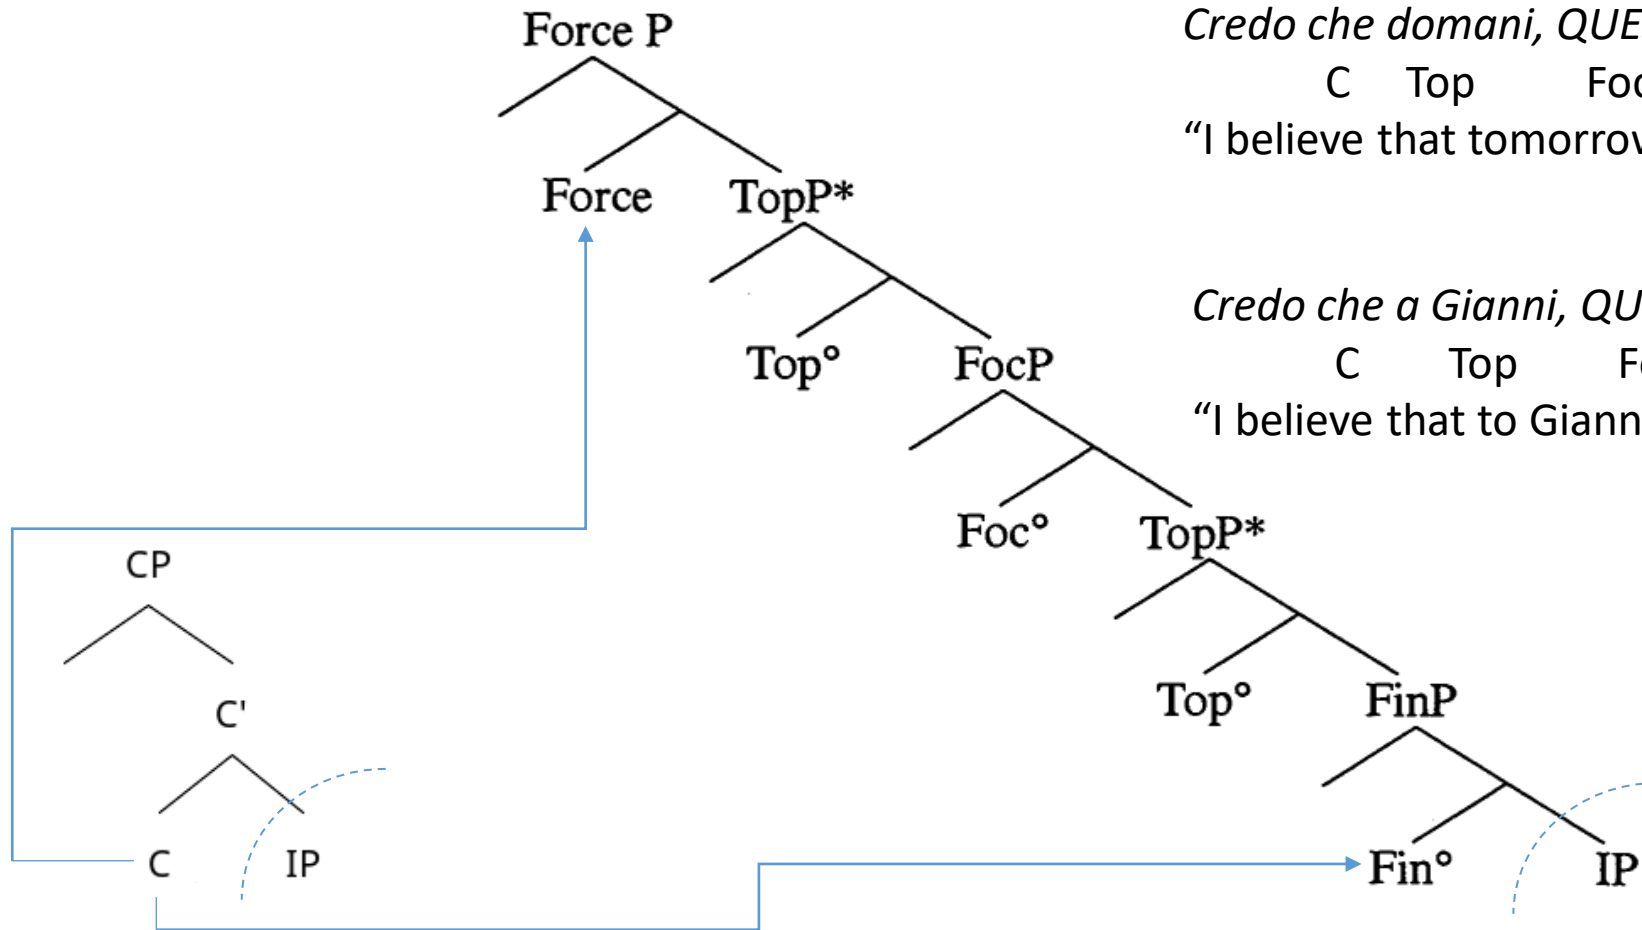 Force P
Force TopP*
Top° FocP
Foc° TopP*
Top° FinP
Fin° IP
CP
C'
C IP
Credo che domani,
C Top
“I believe that
Credo che a Gianni,
C Top
“I believe that to